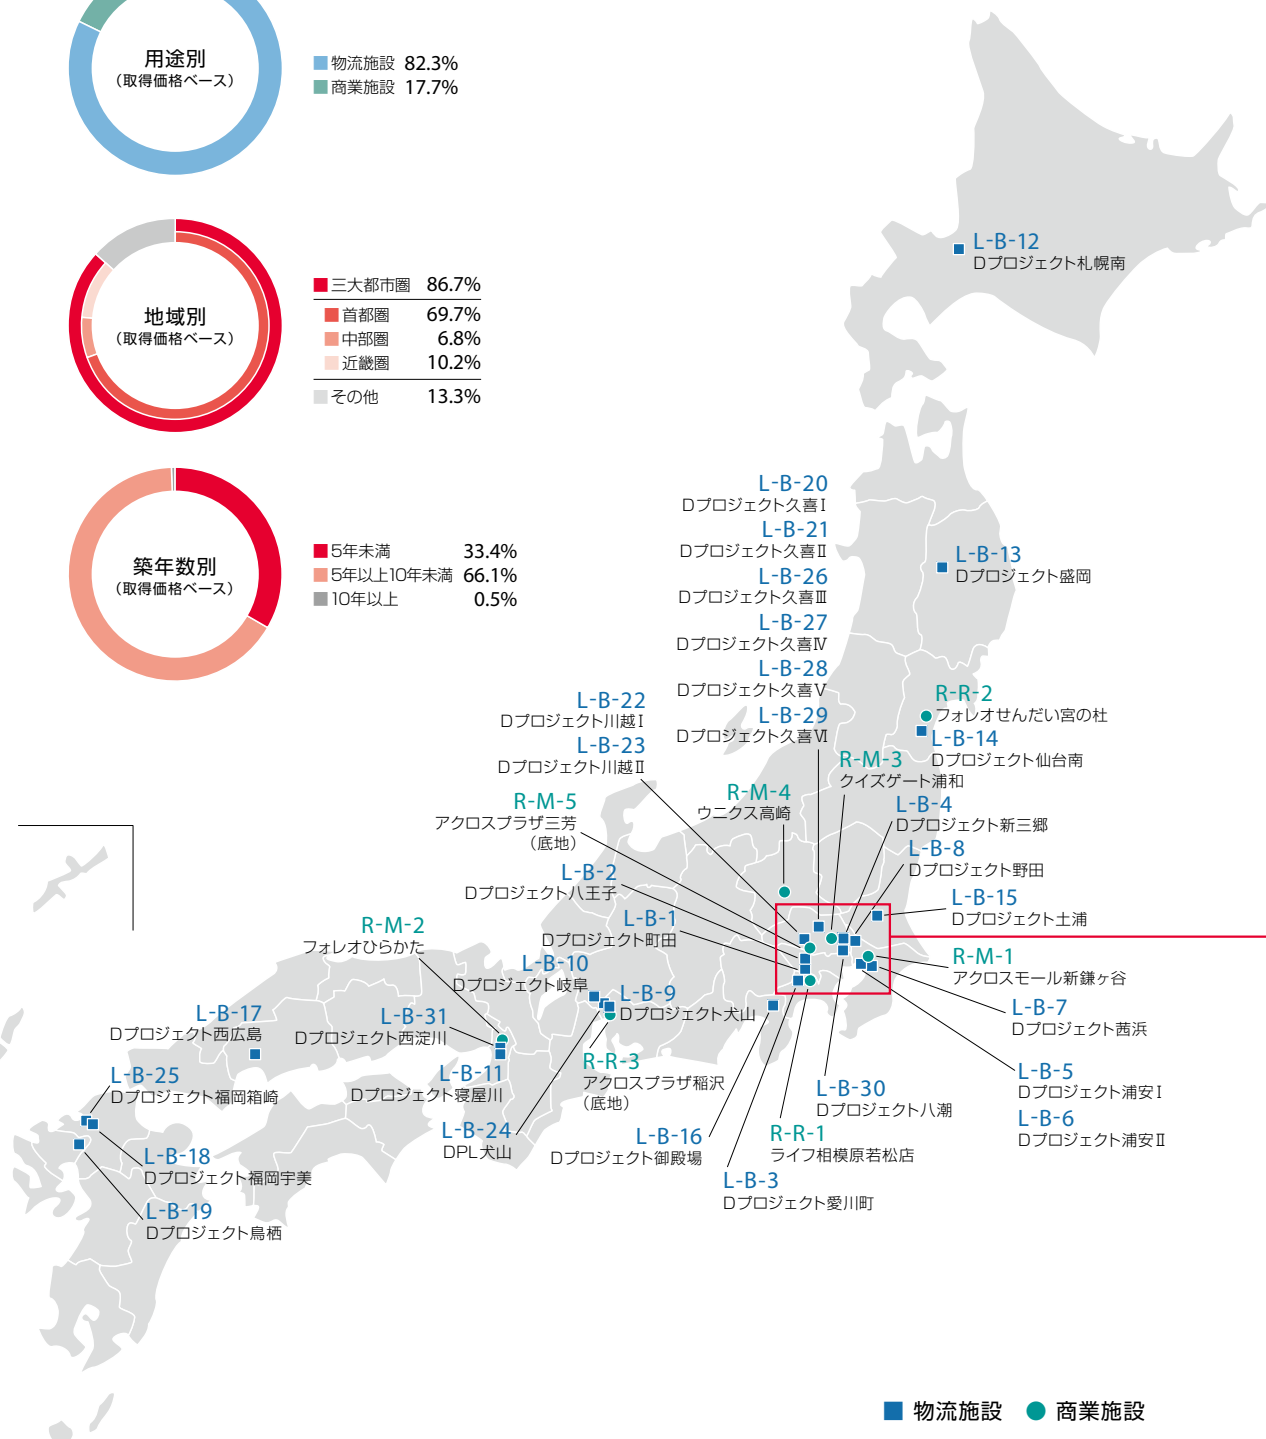 用途別
（取得価格ベース）
物流施設 82.3%
商業施設 17.7%
地域別
（取得価格ベース）
三大都市圏 86.7%
首都圏 69.7%
中部圏 6.8%
近畿圏 10.2%
その他 13.3%
築年数別
（取得価格ベース）
5年未満 33.4%
5年以上10年未満 66.1%
10年以上 0.5%
L-B-12
Dプロジェクト札幌南
L-B-20
Dプロジェクト久喜Ⅰ
L-B-21
Dプロジェクト久喜Ⅱ
L-B-26
Dプロジェクト久喜Ⅲ
L-B-27
Dプロジェクト久喜Ⅳ
L-B-28
Dプロジェクト久喜Ⅴ
L-B-29
Dプロジェクト久喜Ⅵ
L-B-13
Dプロジェクト盛岡
R-R-2
フォレオせんだい宮の杜
L-B-14
Dプロジェクト仙台南
L-B-22
Dプロジェクト川越Ⅰ
L-B-23
Dプロジェクト川越Ⅱ
R-M-3
クイズゲート浦和
R-M-4
ウニクス高崎
R-M-5
アクロスプラザ三芳
（底地）
L-B-4
Dプロジェクト新三郷
L-B-8
Dプロジェクト野田
L-B-2
Dプロジェクト八王子
L-B-15
Dプロジェクト土浦
L-B-1
Dプロジェクト町田
R-M-2
フォレオひらかた
R-M-1
アクロスモール新鎌ヶ谷
L-B-10
Dプロジェクト岐阜
L-B-9
Dプロジェクト犬山
L-B-7
Dプロジェクト茜浜
L-B-17
Dプロジェクト西広島
L-B-31
Dプロジェクト西淀川
R-R-3
アクロスプラザ稲沢
（底地）
L-B-5
Dプロジェクト浦安Ⅰ
L-B-6
Dプロジェクト浦安Ⅱ
L-B-25
Dプロジェクト福岡箱崎
L-B-11
Dプロジェクト寝屋川
L-B-30
Dプロジェクト八潮
L-B-24
DPL犬山
L-B-16
Dプロジェクト御殿場
R-R-1
ライフ相模原若松店
L-B-18
Dプロジェクト福岡宇美
L-B-3
Dプロジェクト愛川町
L-B-19
Dプロジェクト鳥栖
物流施設 商業施設